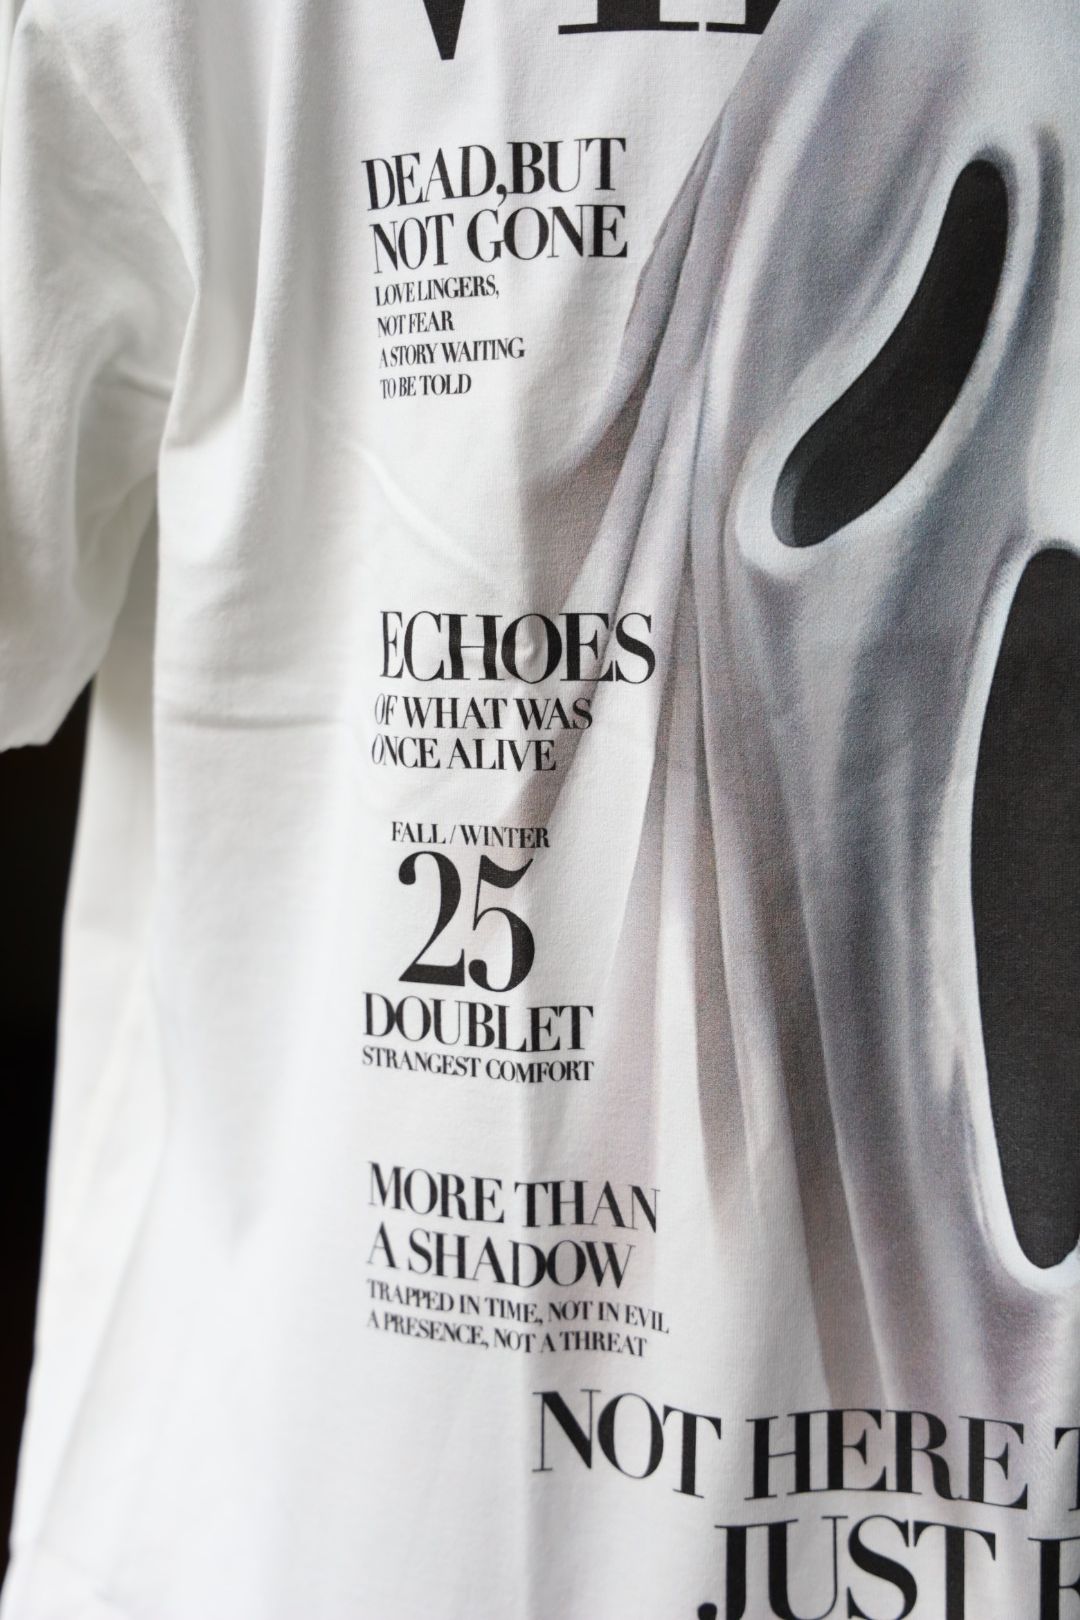 DEAD, BUT
NOT GONE
LOVE LINGERS,
NOT FEAR
A STORY WAITING
TO BE TOLD
ECHOES
OF WHAT WAS
ONCE ALIVE
FALL / WINTER
25
DOUBLET
STRANGEST COMFORT
MORE THAN
A SHADOW
TRAPPED IN TIME, NOT IN EVIL
A PRESENCE, NOT A THREAT
NOT HERE
JUST